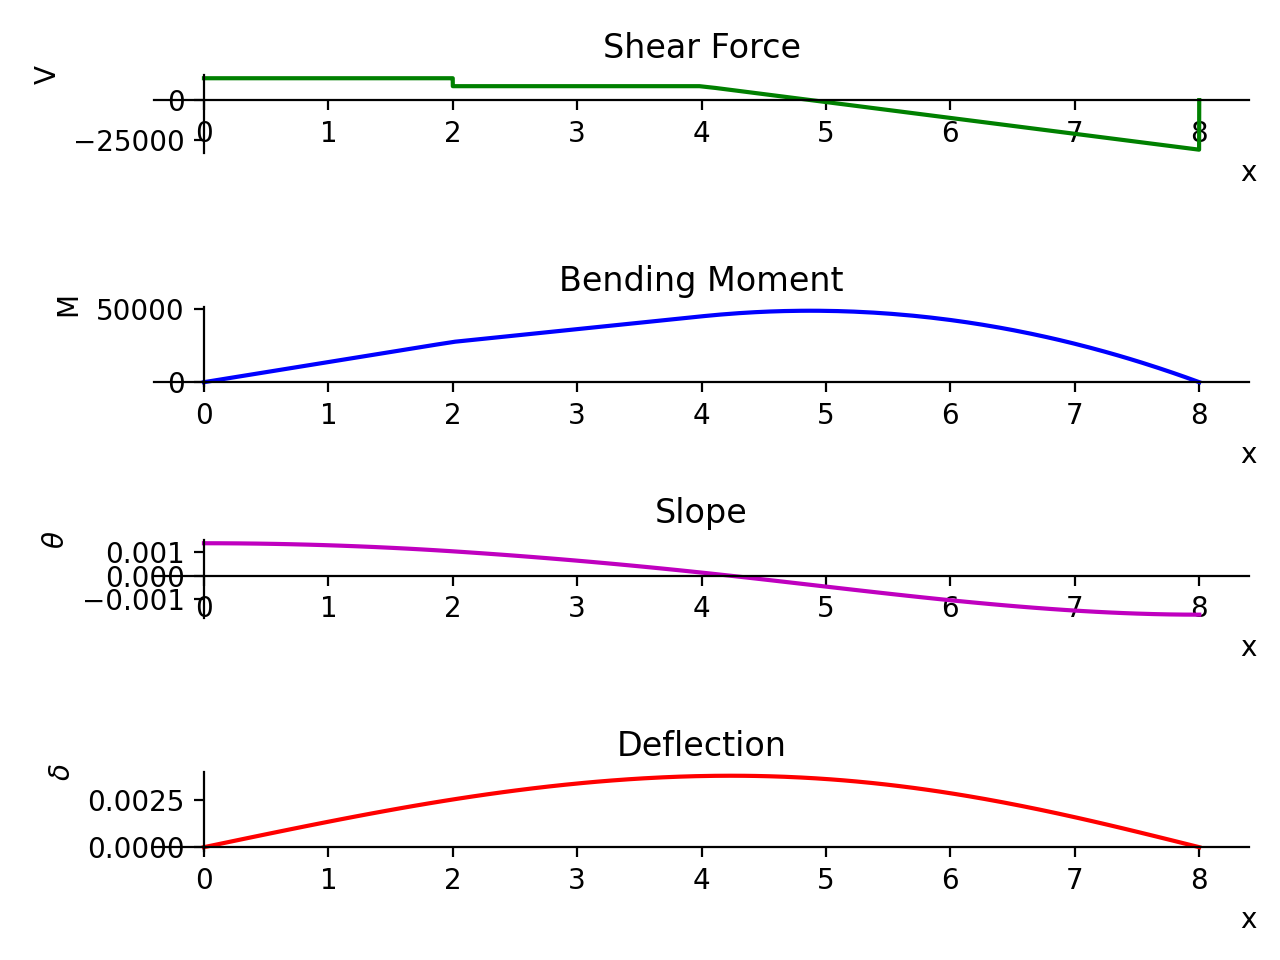 Shear Force
V
0
−25000
0 1 2 3 4 5 6 7 8
x
Bending Moment
M
50000
0
0 1 2 3 4 5 6 7 8
x
Slope
θ
0.001
0.000
−0.001
0 1 2 3 4 5 6 7 8
x
Deflection
δ
0.0025
0.0000
0 1 2 3 4 5 6 7 8
x